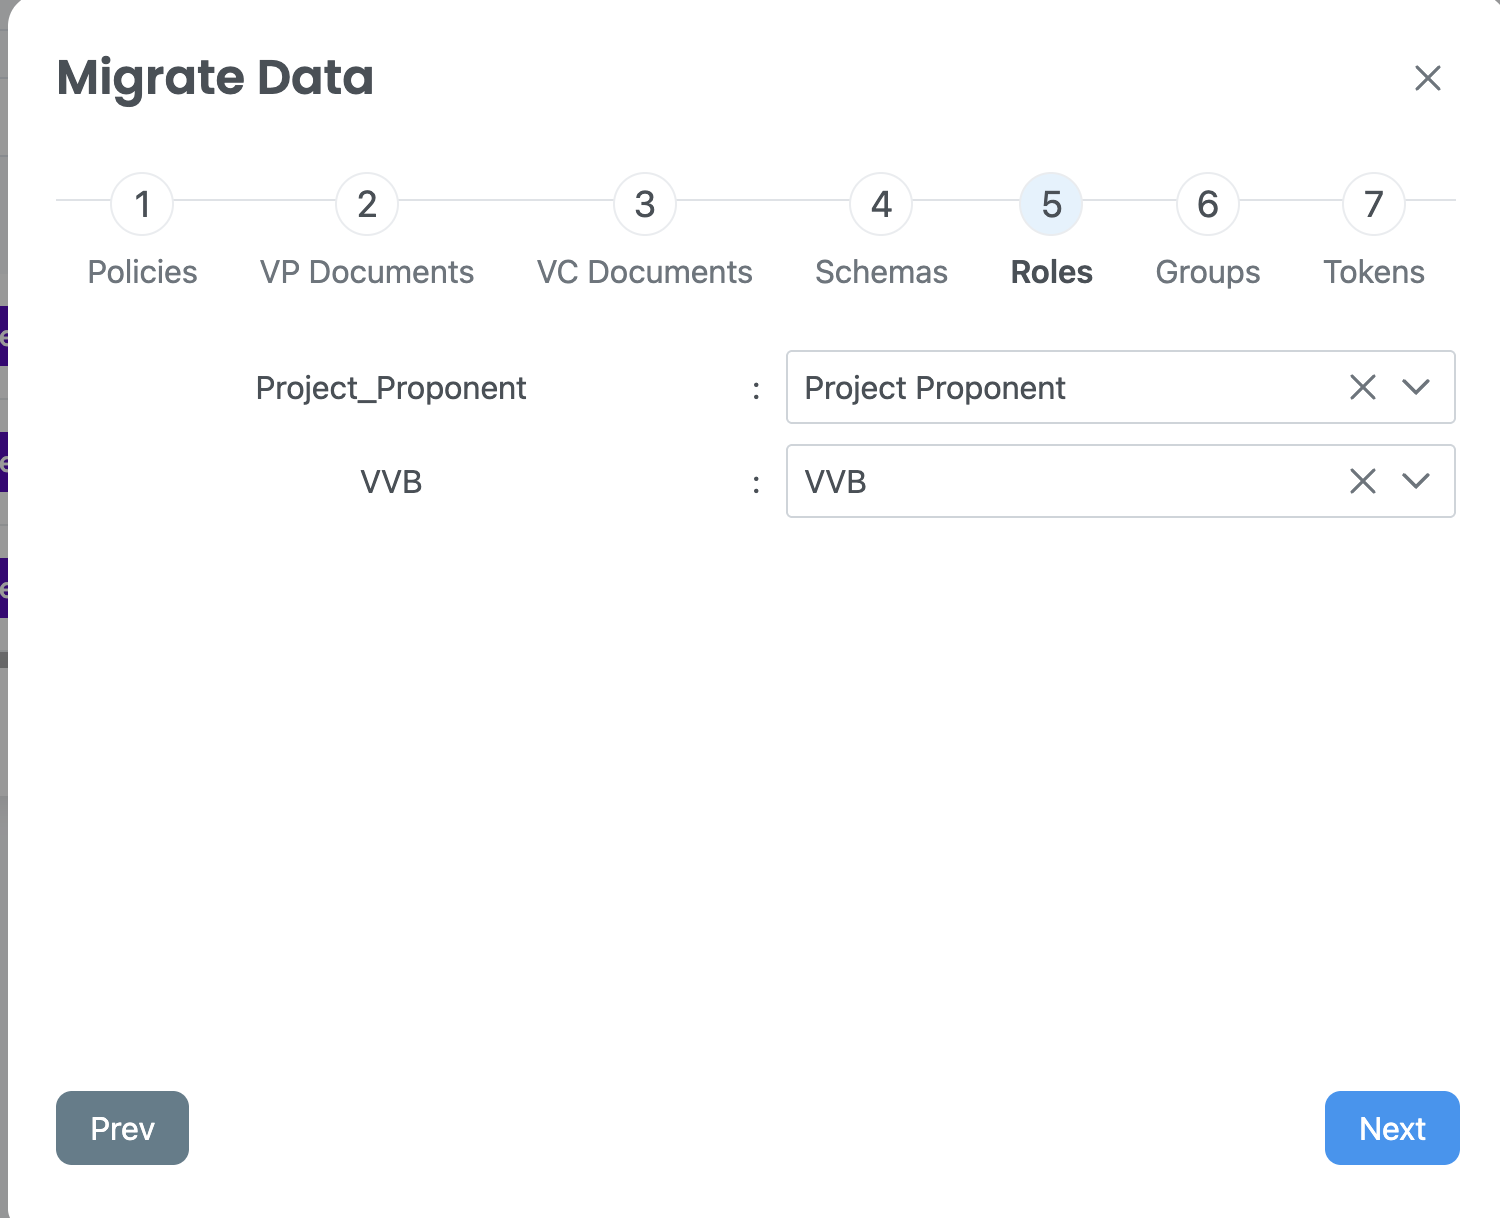 Migrate Data
1 2 3 4 5 6 7
Policies VP Documents VC Documents Schemas Roles Groups Tokens
Project_Proponent : Project Proponent
VVB : VVB
Prev Next